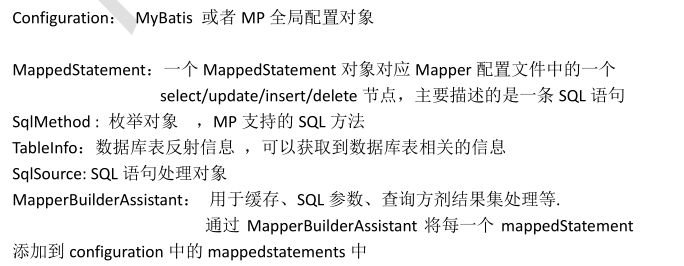 Configuration： MyBatis 或者 MP 全局配置对象
MappedStatement：一个 MappedStatement 对象对应 Mapper 配置文件中的一个
select/update/insert/delete 节点，主要描述的是一条 SQL 语句
SqlMethod : 枚举对象 ，MP 支持的 SQL 方法
TableInfo：数据库表反射信息 ，可以获取到数据库表相关的信息
SqlSource: SQL 语句处理对象
MapperBuilderAssistant： 用于缓存、SQL 参数、查询方剂结果集处理等.
通过 MapperBuilderAssistant 将每一个 mappedStatement
添加到 configuration 中的 mappedstatements 中